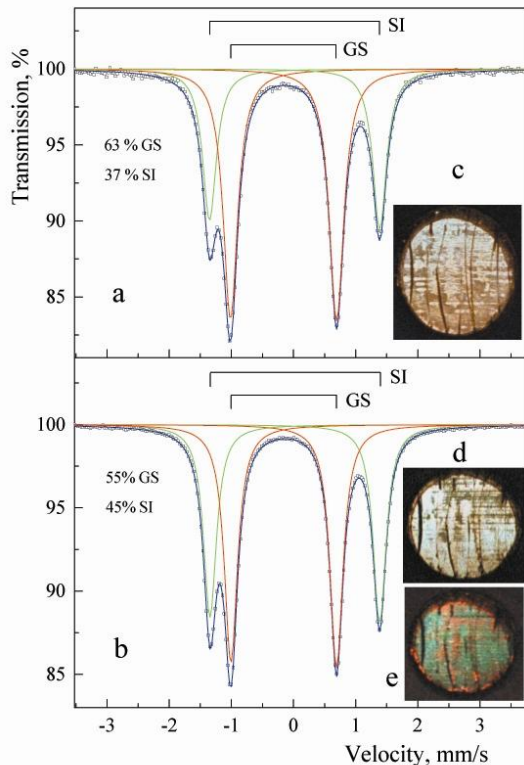 SI
GS
Transmission, %
100
95
90
85
63 % GS
37 % SI
c
a
SI
GS
100
95
90
85
55% GS
45% SI
d
b
e
-3
-2
-1
0
1
2
3
Velocity, mm/s